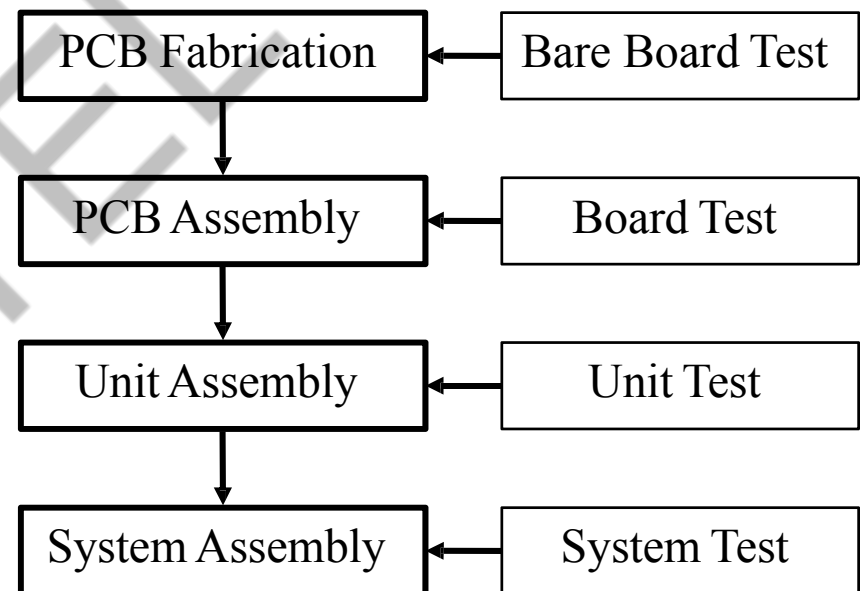 PCB Fabrication
Bare Board Test
PCB Assembly
Board Test
Unit Assembly
Unit Test
System Assembly
System Test